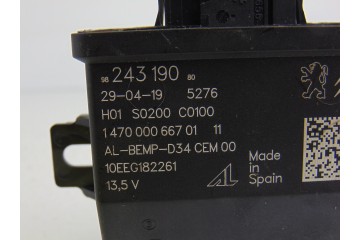 98 243 190 80
29-04-19 5276
H01 S0200 C0100
1 470 000 667 01 11
AL-BEMP-D34 CEM 00
10EEG182261
13,5 V
Made in Spain